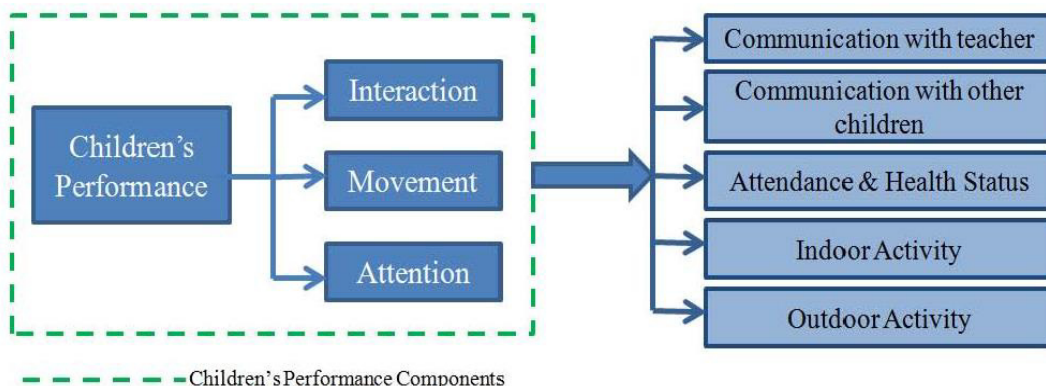 Children's
Performance
Interaction
Movement
Attention
Communication with teacher
Communication with other
children
Attendance & Health Status
Indoor Activity
Outdoor Activity
Children's Performance Components